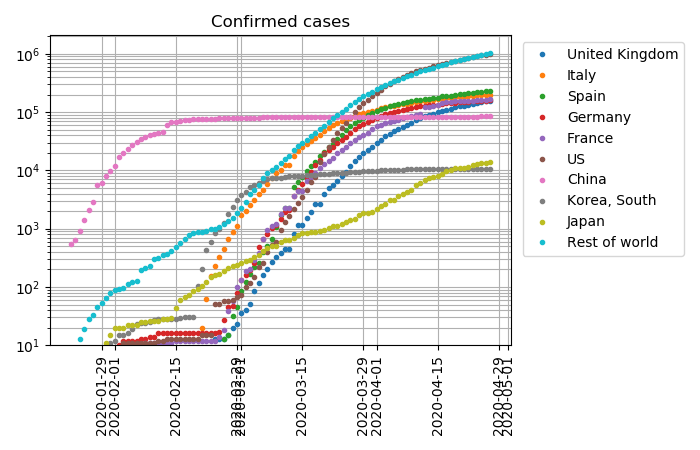 Confirmed cases
10^6
10^5
10^4
10^3
10^2
10^1
2020-01-29
2020-02-01
2020-02-15
2020-02-29
2020-03-01
2020-03-15
2020-03-29
2020-04-01
2020-04-15
2020-04-29
2020-05-01
United Kingdom
Italy
Spain
Germany
France
US
China
Korea, South
Japan
Rest of world